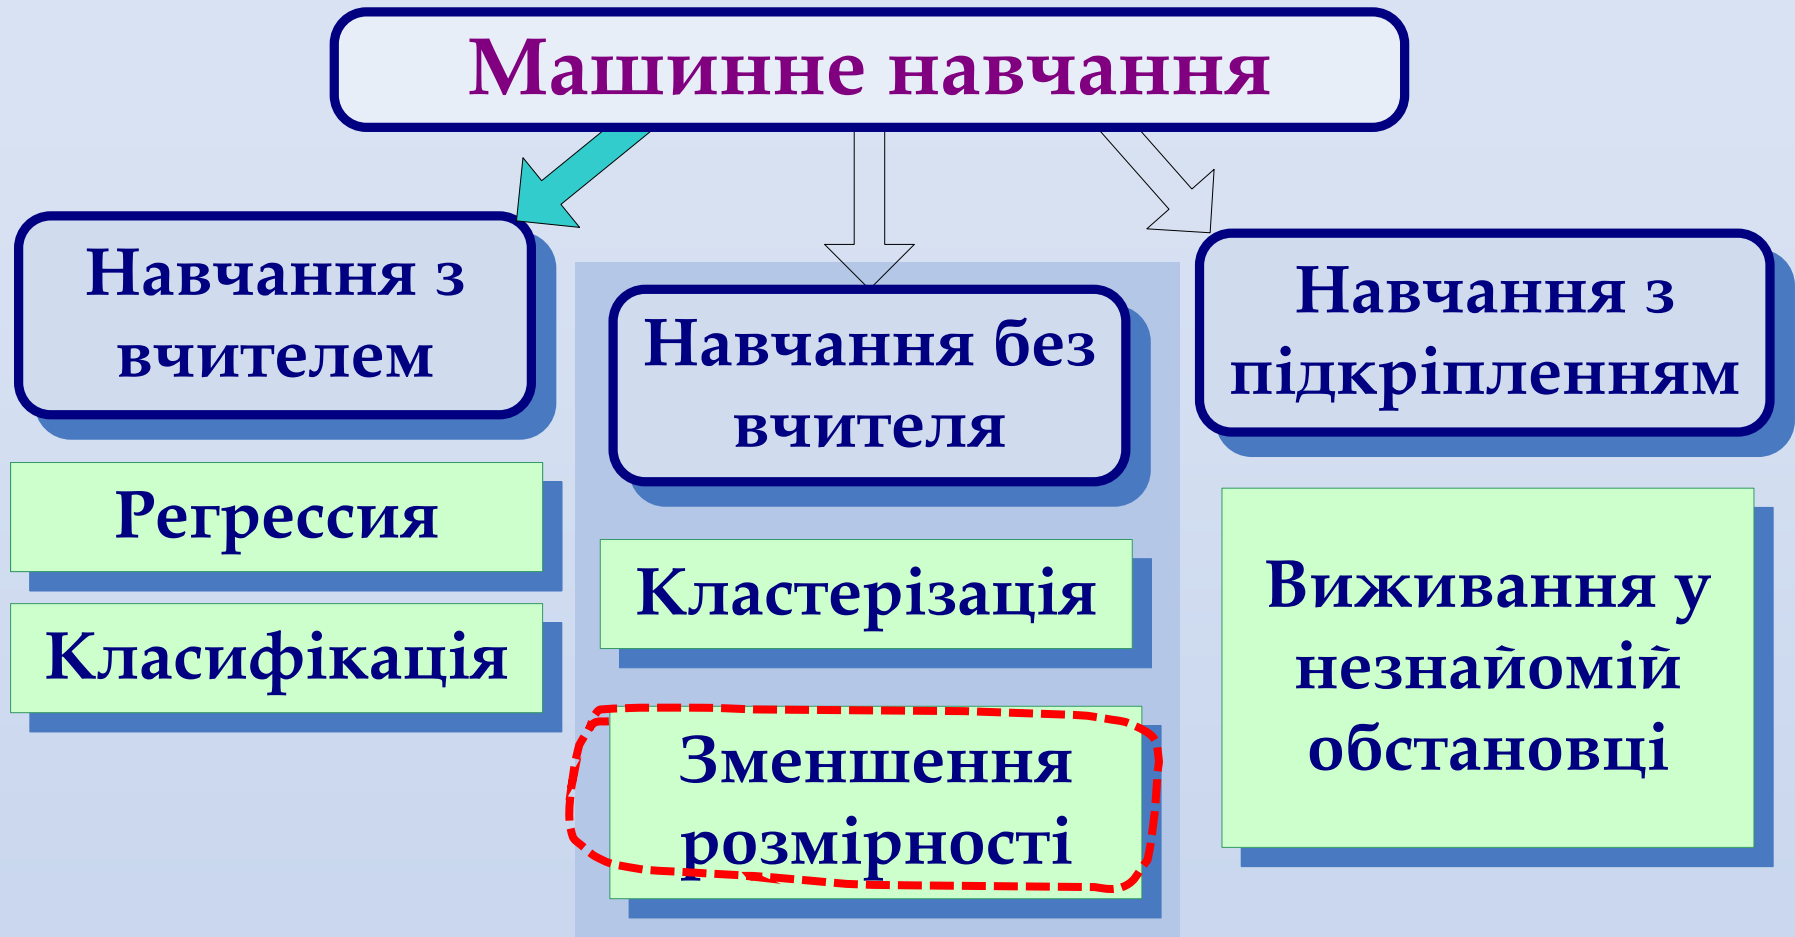 Машинне навчання
Навчання з
вчителем
Регрессия
Класифікація
Навчання без
вчителя
Кластерізація
Зменшення
розмірності
Навчання з
підкріпленням
Виживання у
незнайомій
обстановці